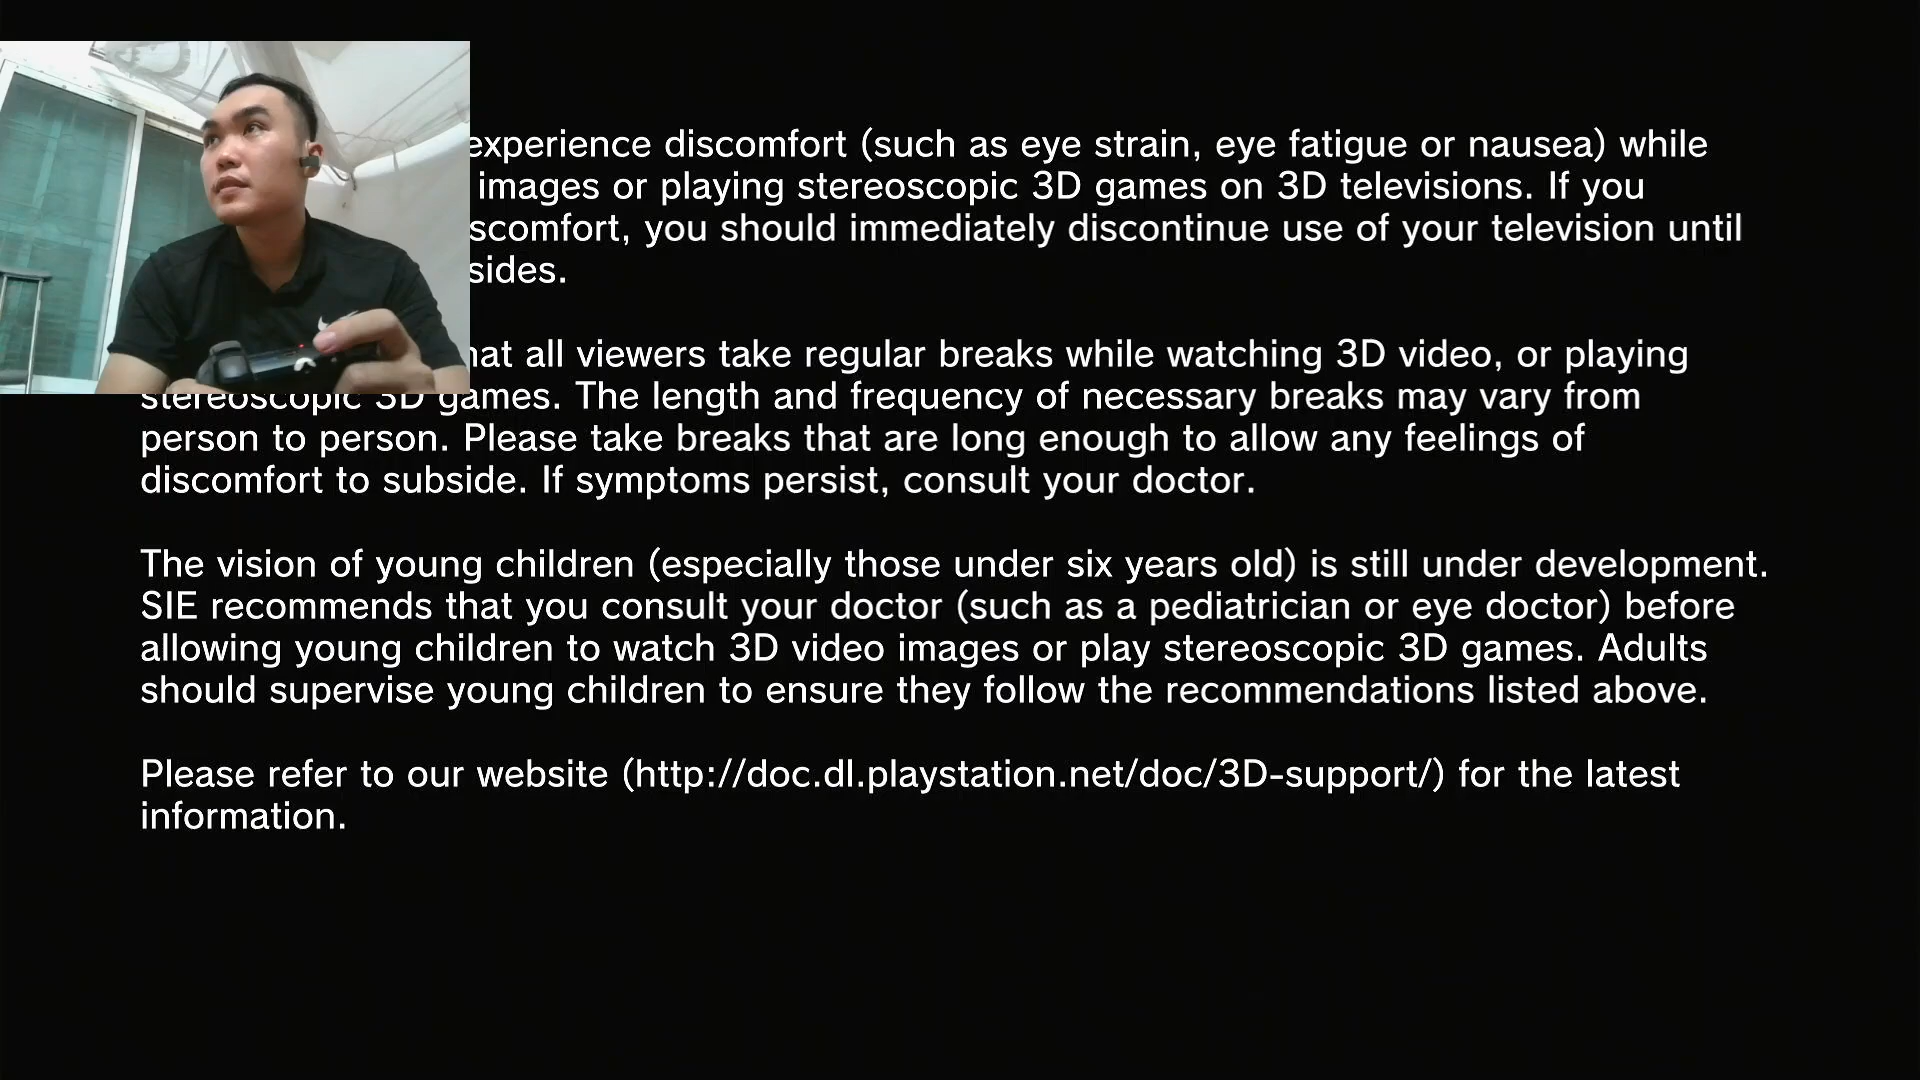 experience discomfort (such as eye strain, eye fatigue or nausea) while
images or playing stereoscopic 3D games on 3D televisions. If you
scomfort, you should immediately discontinue use of your television until
sides.
all viewers take regular breaks while watching 3D video, or playing
stereoscopic 3D games. The length and frequency of necessary breaks may vary from
person to person. Please take breaks that are long enough to allow any feelings of
discomfort to subside. If symptoms persist, consult your doctor.
The vision of young children (especially those under six years old) is still under development.
SIE recommends that you consult your doctor (such as a pediatrician or eye doctor) before
allowing young children to watch 3D video images or play stereoscopic 3D games. Adults
should supervise young children to ensure they follow the recommendations listed above.
Please refer to our website (http://doc.dl.playstation.net/doc/3D-support/) for the latest
information.